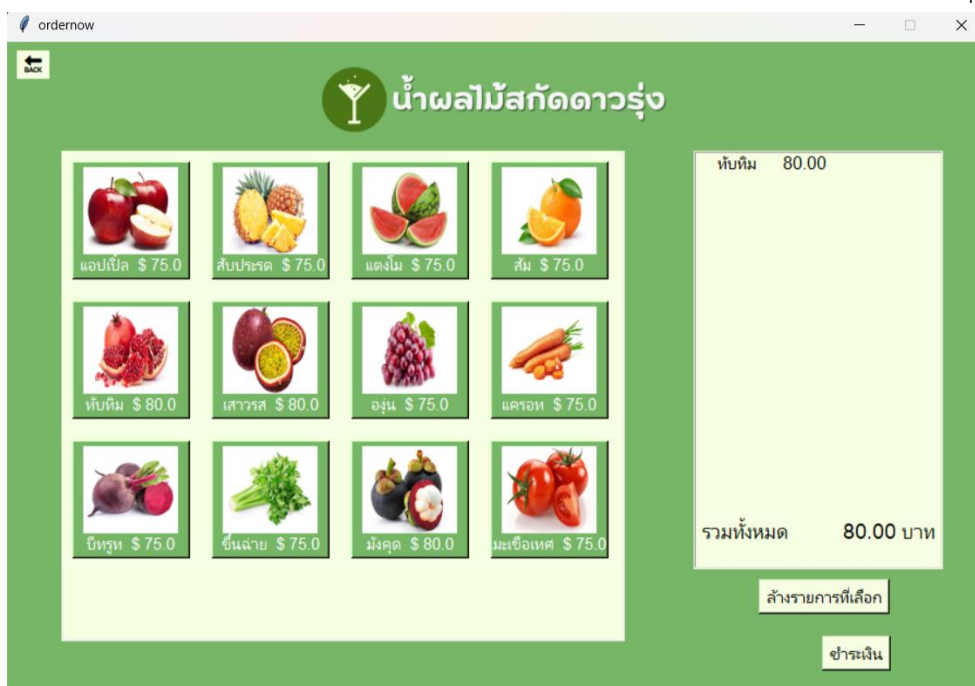 ordernow
BACK
น้ำผลไม้สกัดดาวรุ่ง
แอปเปิ้ล $ 75.0
สับประรด $ 75.0
แตงโม $ 75.0
ส้ม $ 75.0
ทับทิม $ 80.0
เสาวรส $ 80.0
องุ่น $ 75.0
แครอท $ 75.0
บีทรูท $ 75.0
ขึ้นฉ่าย $ 75.0
มังคุด $ 80.0
มะเขือเทศ $ 75.0
ทับทิม 80.00
รวมทั้งหมด 80.00 บาท
ล้างรายการที่เลือก
ชำระเงิน